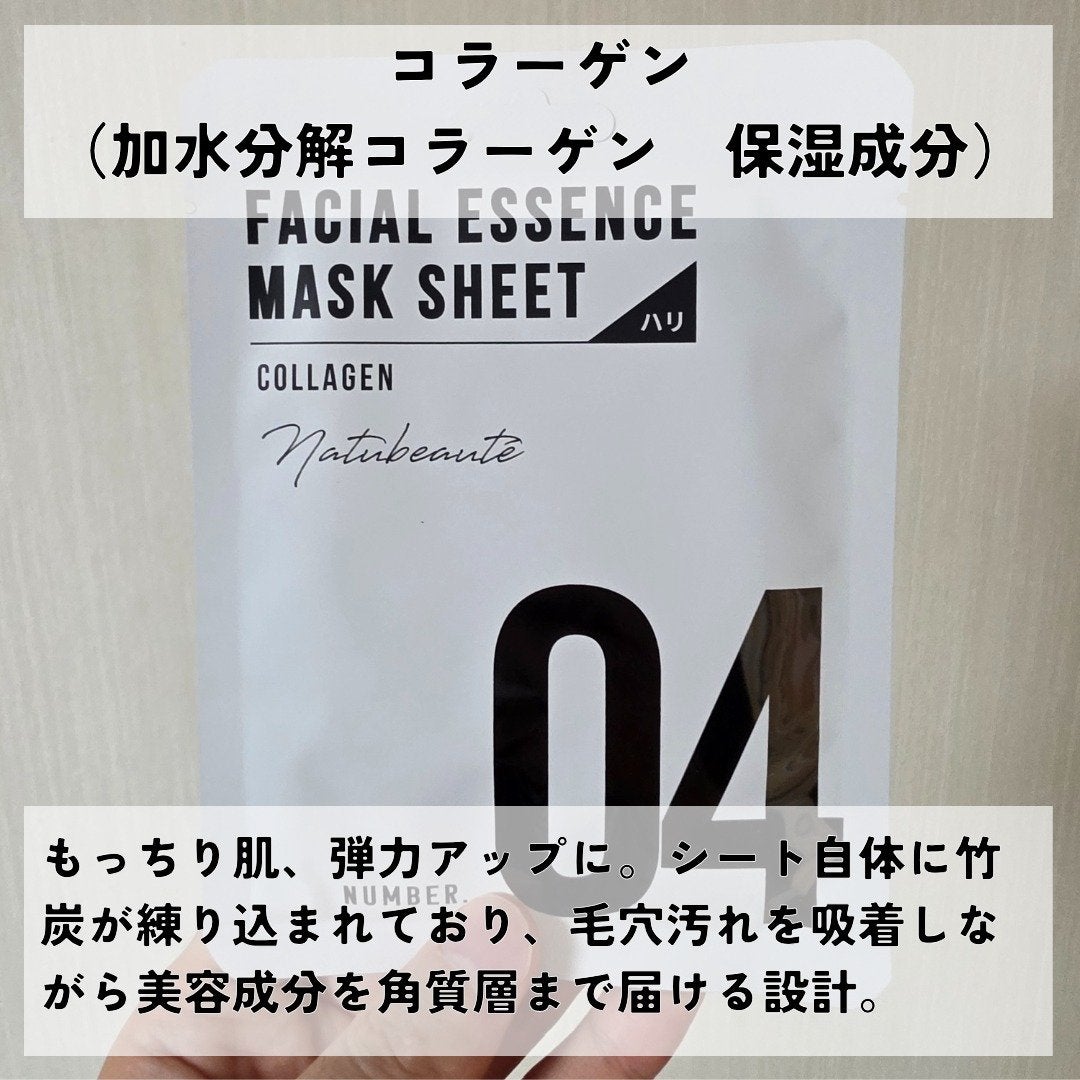 コラーゲン
（加水分解コラーゲン　保湿成分）
FACIAL ESSENCE
MASK SHEET
ハリ
COLLAGEN
Natubeauté
04
NUMBER.
もっちり肌、弾力アップに。シート自体に竹
炭が練り込まれており、毛穴汚れを吸着しな
がら美容成分を角質層まで届ける設計。